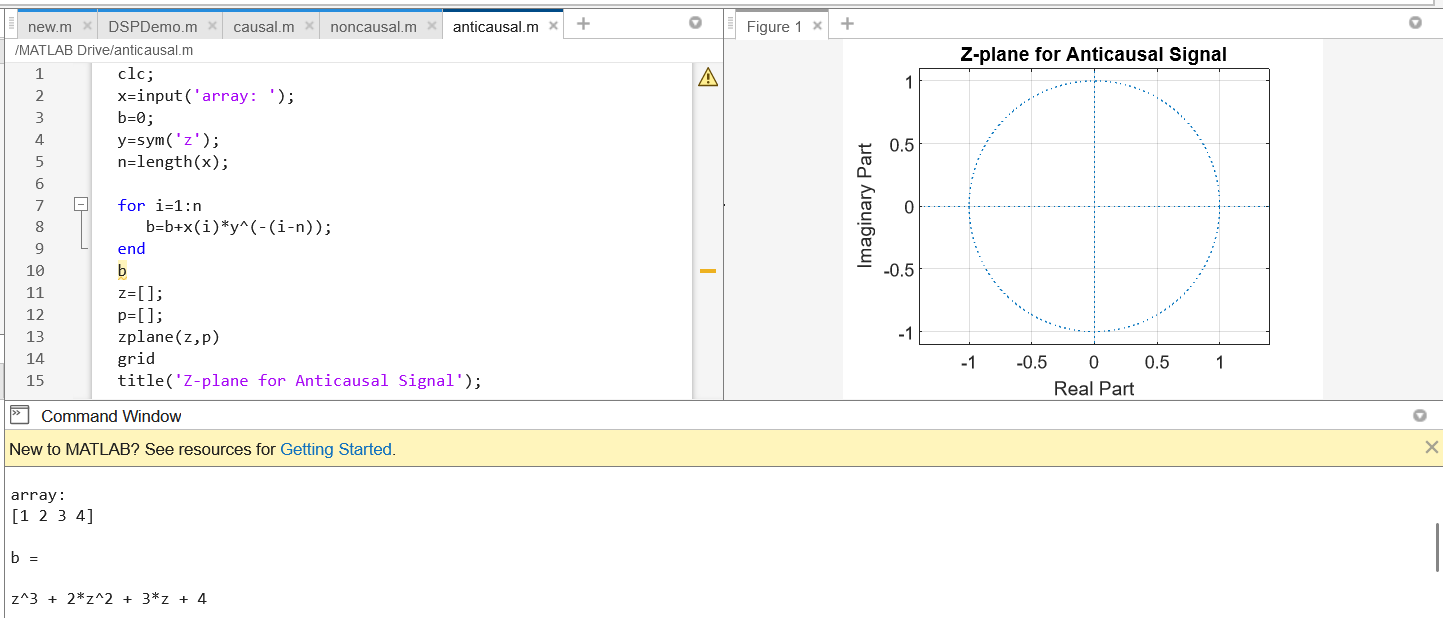 new.m × DSPDemo.m × causal.m × noncausal.m × anticausal.m × +
/MATLAB Drive/anticausal.m
1 clc;
2 x=input('array: ');
3 b=0;
4 y=sym('z');
5 n=length(x);
6
7 for i=1:n
8 b=b+x(i)*y^(-(i-n));
9 end
10 b
11 z=[];
12 p=[];
13 zplane(z,p)
14 grid
15 title('Z-plane for Anticausal Signal');
Figure 1 × +
Z-plane for Anticausal Signal
Imaginary Part
1
0.5
0
-0.5
-1
-1 -0.5 0 0.5 1
Real Part
Command Window
New to MATLAB? See resources for Getting Started.
array:
[1 2 3 4]
b =
z^3 + 2*z^2 + 3*z + 4